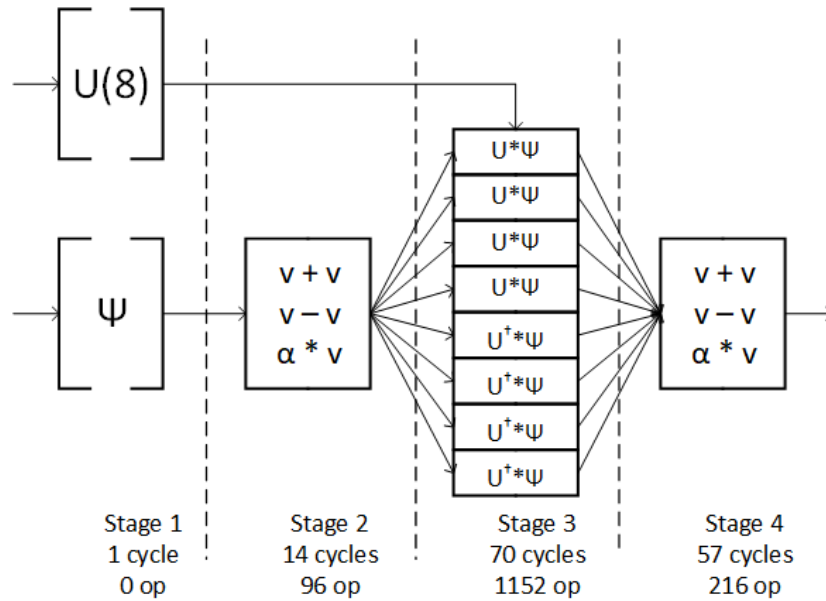 U(8)
Ψ
v + v
v – v
α * v
U*Ψ
U*Ψ
U*Ψ
U*Ψ
U†*Ψ
U†*Ψ
U†*Ψ
U†*Ψ
v + v
v – v
α * v
Stage 1
1 cycle
0 op
Stage 2
14 cycles
96 op
Stage 3
70 cycles
1152 op
Stage 4
57 cycles
216 op